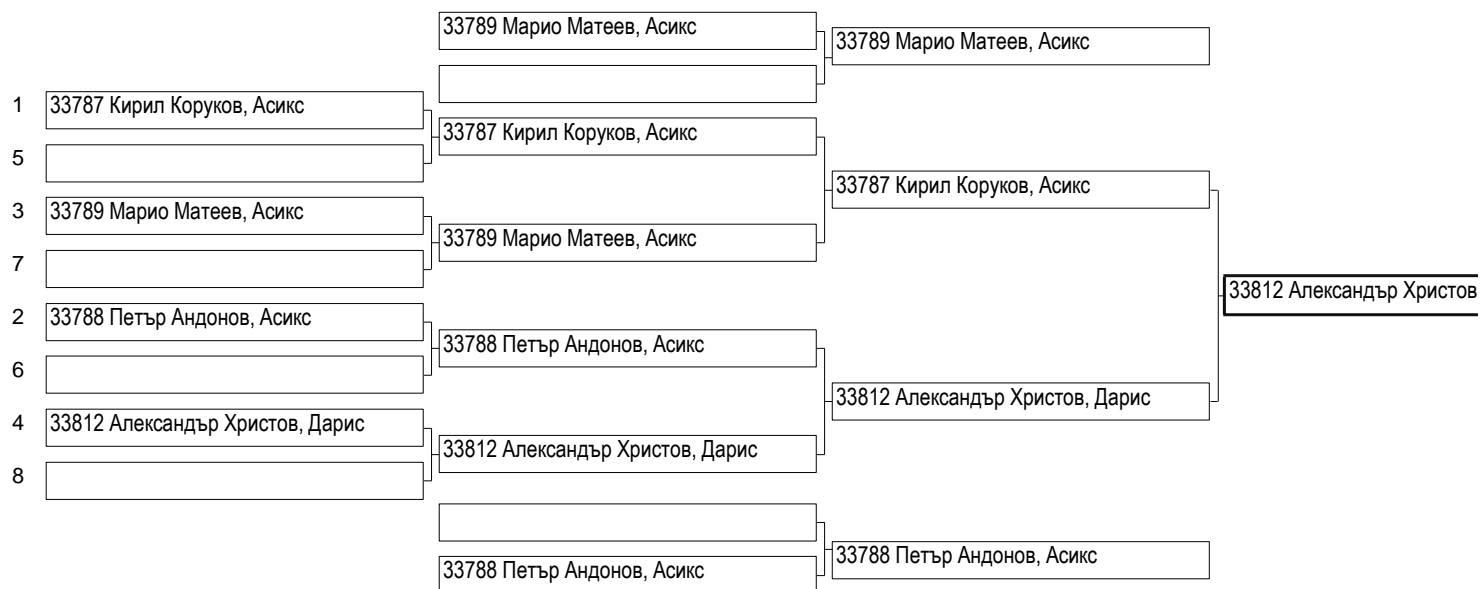 33789 Марио Матеев, Асикс
33789 Марио Матеев, Асикс
1 33787 Кирил Коруков, Асикс
33787 Кирил Коруков, Асикс
5
33787 Кирил Коруков, Асикс
3 33789 Марио Матеев, Асикс
33789 Марио Матеев, Асикс
7
33812 Александър Христов
2 33788 Петър Андонов, Асикс
33788 Петър Андонов, Асикс
6
33812 Александър Христов, Дарис
4 33812 Александър Христов, Дарис
33812 Александър Христов, Дарис
8
33788 Петър Андонов, Асикс
33788 Петър Андонов, Асикс